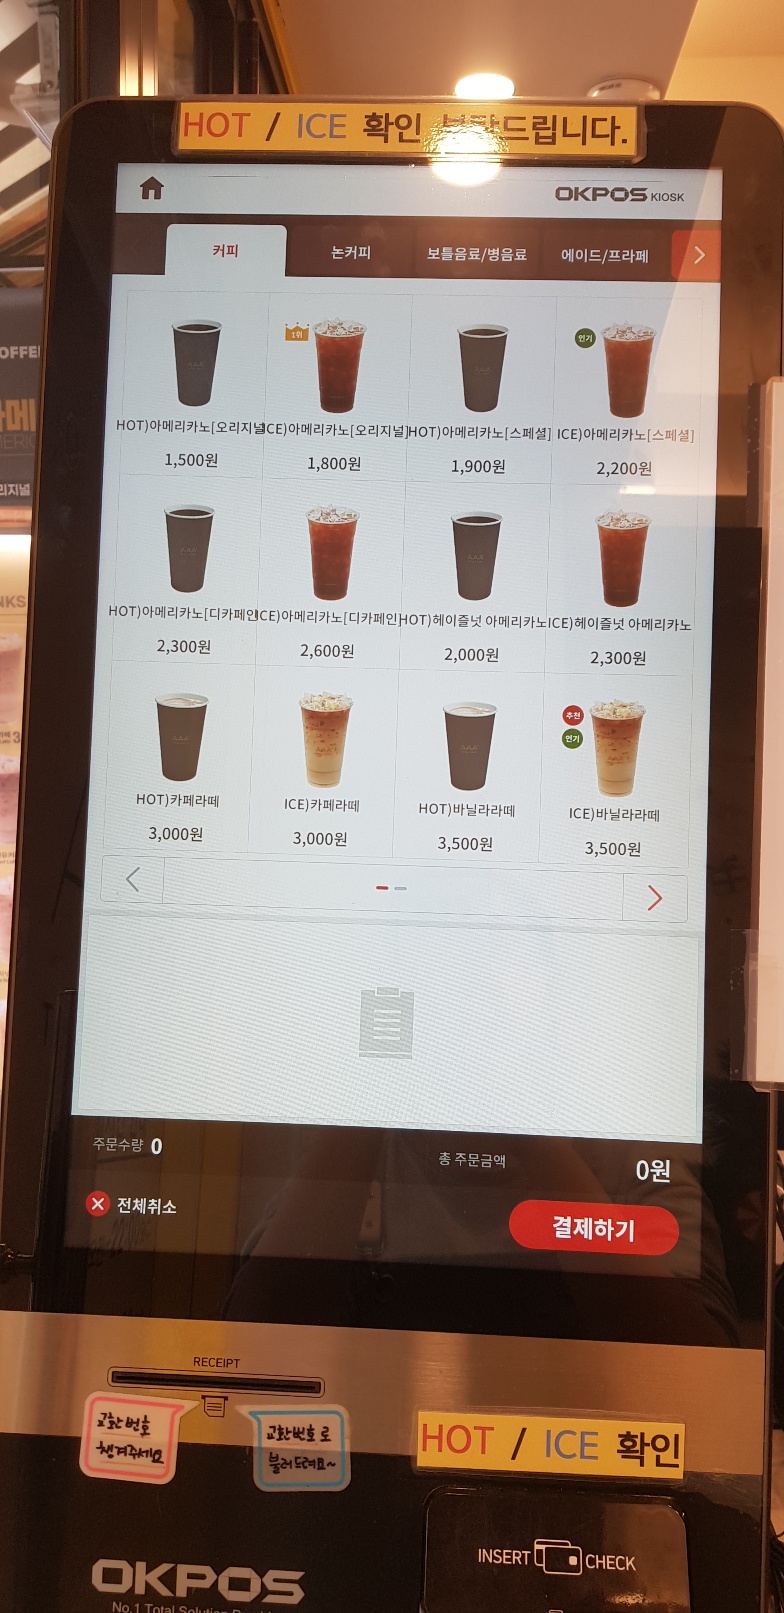 HOT / ICE 확인 부탁드립니다.
OKPOS KIOSK
커피 논커피 보틀음료/병음료 에이드/프라페
1위
인기
HOT)아메리카노[오리지널 ICE)아메리카노[오리지널] HOT)아메리카노[스페셜] ICE)아메리카노[스페셜]
1,500원 1,800원 1,900원 2,200원
HOT)아메리카노[디카페인 ICE)아메리카노[디카페인] HOT)헤이즐넛 아메리카노 ICE)헤이즐넛 아메리카노
2,300원 2,600원 2,000원 2,300원
추천
인기
HOT)카페라떼 ICE)카페라떼 HOT)바닐라라떼 ICE)바닐라라떼
3,000원 3,000원 3,500원 3,500원
주문수량 0 총 주문금액 0원
전체취소 결제하기
RECEIPT
교환번호
챙겨주세요
교환번호로
불러드려요~
HOT / ICE 확인
INSERT CHECK
OKPOS
No.1 Total Solution